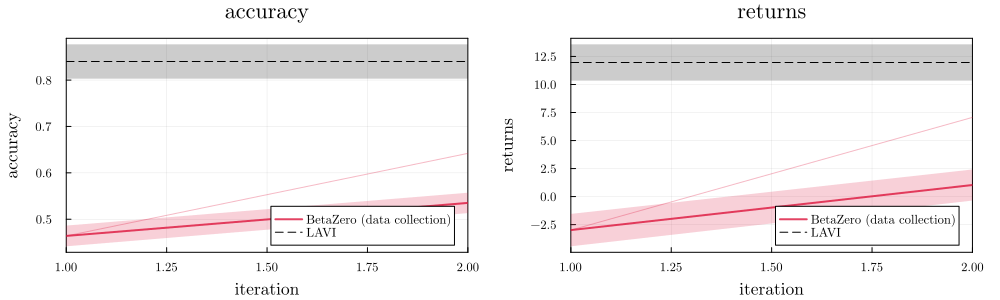 accuracy
accuracy
0.8
0.7
0.6
0.5
BetaZero (data collection)
LAVI
1.00 1.25 1.50 1.75 2.00
iteration
returns
returns
12.5
10.0
7.5
5.0
2.5
0.0
−2.5
BetaZero (data collection)
LAVI
1.00 1.25 1.50 1.75 2.00
iteration